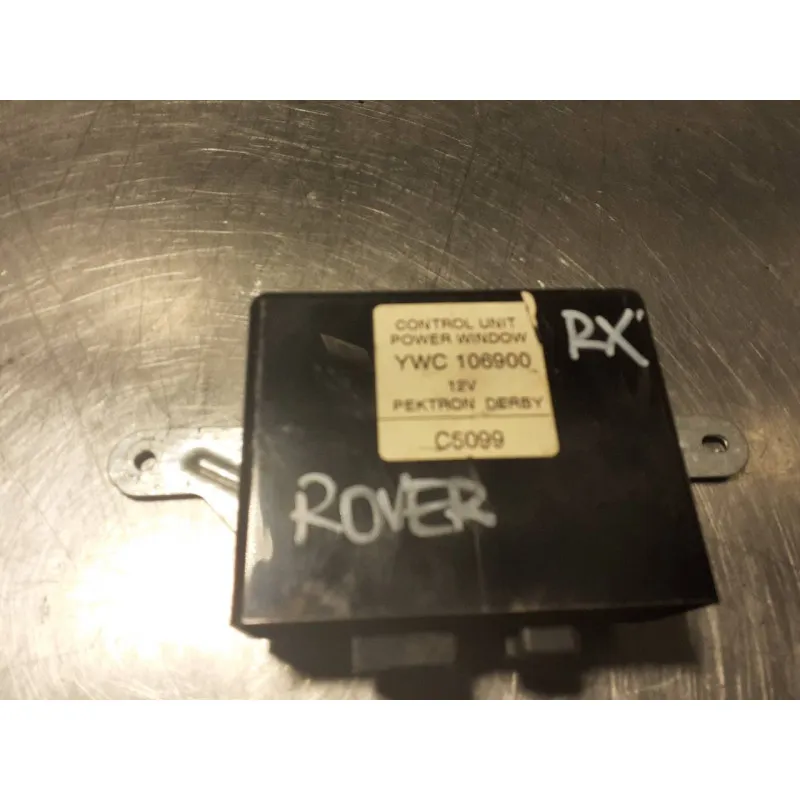 CONTROL UNIT
POWER WINDOW
YWC 106900
12V
PEKTRON DERBY
C5099
RX'
ROVER